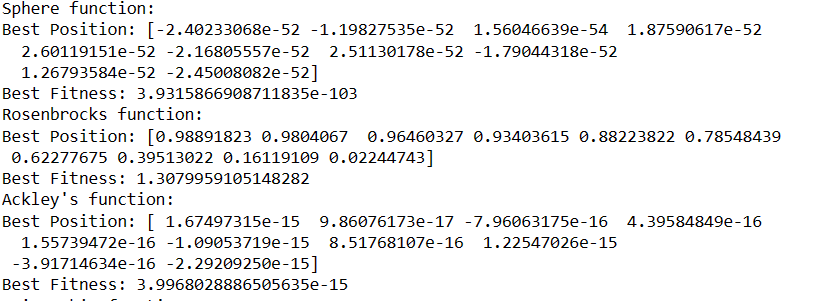 Sphere function:
Best Position: [-2.40233068e-52 -1.19827535e-52  1.56046639e-54  1.87590617e-52
  2.60119151e-52 -2.16805557e-52  2.51130178e-52 -1.79044318e-52
  1.26793584e-52 -2.45008082e-52]
Best Fitness: 3.9315866908711835e-103
Rosenbrocks function:
Best Position: [0.98891823 0.9804067  0.96460327 0.93403615 0.88223822 0.78548439
 0.62277675 0.39513022 0.16119109 0.02244743]
Best Fitness: 1.3079959105148282
Ackley's function:
Best Position: [ 1.67497315e-15  9.86076173e-17 -7.96063175e-16  4.39584849e-16
  1.55739472e-16 -1.09053719e-15  8.51768107e-16  1.22547026e-15
 -3.91714634e-16 -2.29209250e-15]
Best Fitness: 3.9968028886505635e-15